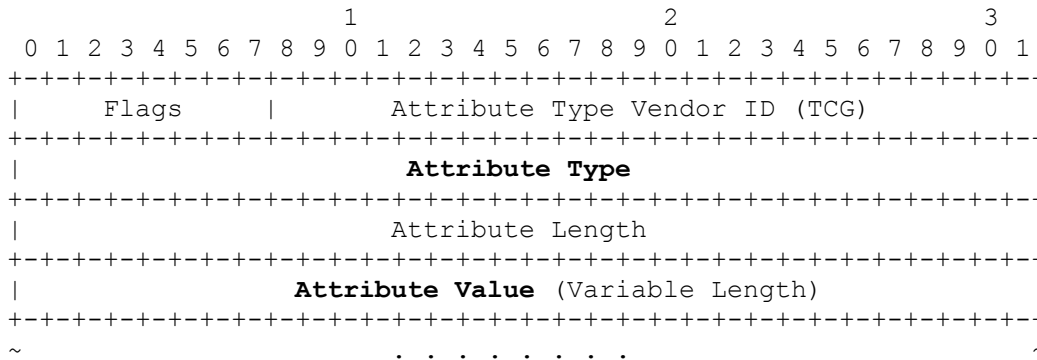 1                   2                   3
 0 1 2 3 4 5 6 7 8 9 0 1 2 3 4 5 6 7 8 9 0 1 2 3 4 5 6 7 8 9 0 1
+-+-+-+-+-+-+-+-+-+-+-+-+-+-+-+-+-+-+-+-+-+-+-+-+-+-+-+-+-+-+-+-
|     Flags     |       Attribute Type Vendor ID (TCG)
+-+-+-+-+-+-+-+-+-+-+-+-+-+-+-+-+-+-+-+-+-+-+-+-+-+-+-+-+-+-+-+-
|                        Attribute Type
+-+-+-+-+-+-+-+-+-+-+-+-+-+-+-+-+-+-+-+-+-+-+-+-+-+-+-+-+-+-+-+-
|                       Attribute Length
+-+-+-+-+-+-+-+-+-+-+-+-+-+-+-+-+-+-+-+-+-+-+-+-+-+-+-+-+-+-+-+-
|                 Attribute Value (Variable Length)
+-+-+-+-+-+-+-+-+-+-+-+-+-+-+-+-+-+-+-+-+-+-+-+-+-+-+-+-+-+-+-+-
~                       . . . . . . . .                         ~